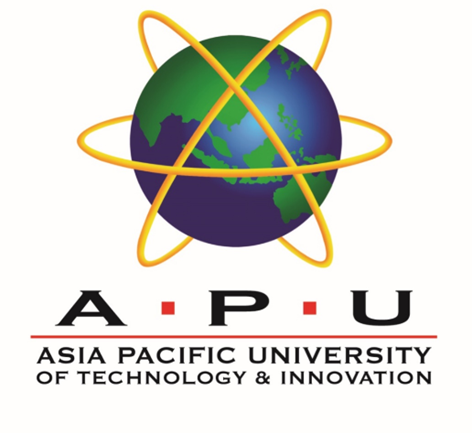 A · P · U
ASIA PACIFIC UNIVERSITY
OF TECHNOLOGY & INNOVATION